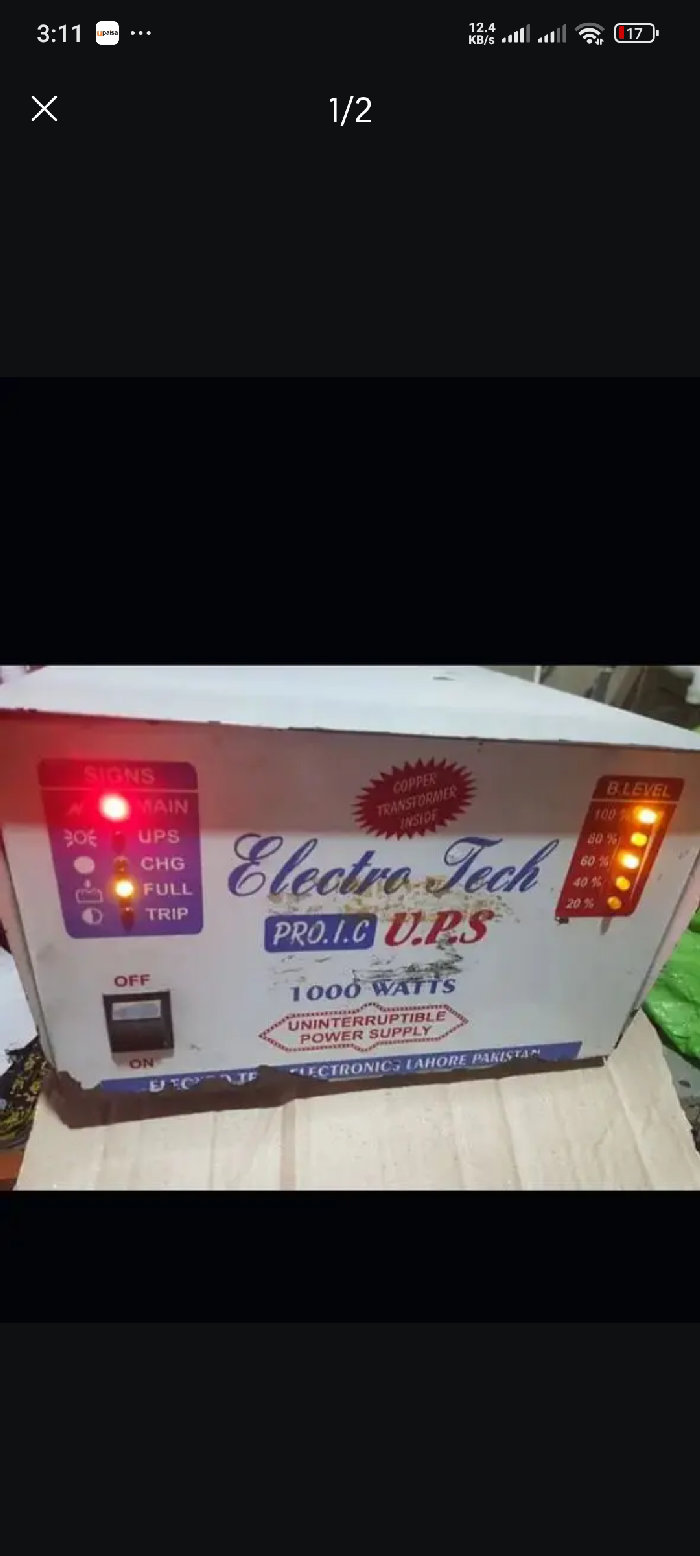 3:11
upaisa
12.4
KB/s
17
1/2
SIGNS
MAIN
UPS
CHG
FULL
TRIP
OFF
ON
COPPER
TRANSFORMER
INSIDE
Electro Tech
PRO.I.C U.P.S
1000 WATTS
UNINTERRUPTIBLE
POWER SUPPLY
ELECTRONICS LAHORE PAKISTAN
B.LEVEL
100 %
80 %
60 %
40 %
20 %